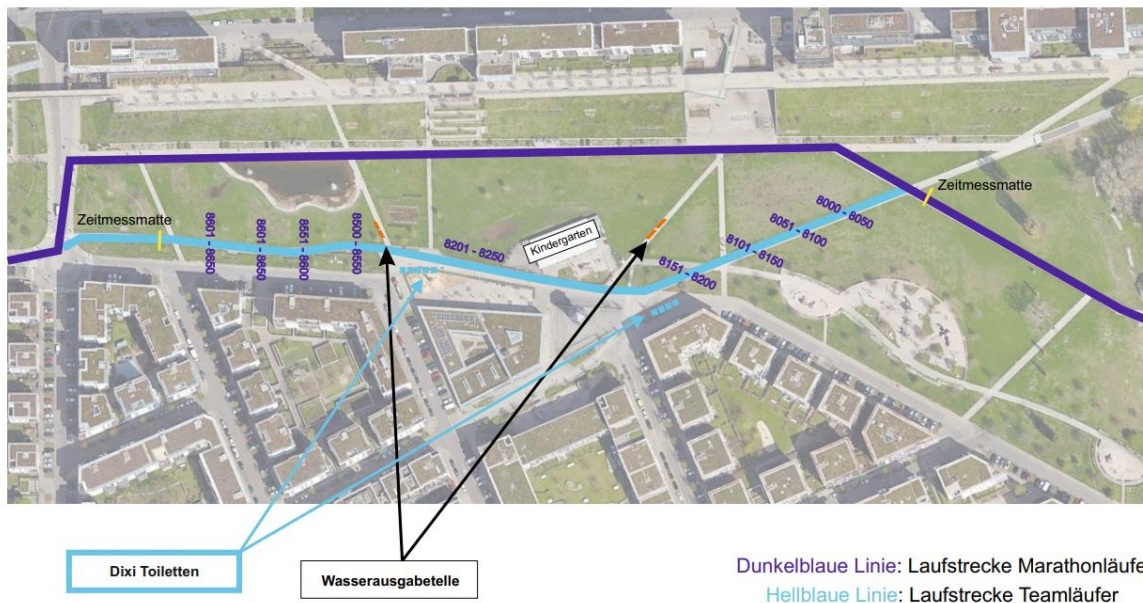 Zeitmessmatte
8601 - 8650
8601 - 8650
8551 - 8600
8500 - 8550
8201 - 8250
Kindergarten
8151 - 8200
8101 - 8150
8051 - 8100
8000 - 8050
Zeitmessmatte
Dixi Toiletten
Wasserausgabetelle
Dunkelblaue Linie: Laufstrecke Marathonläufe
Hellblaue Linie: Laufstrecke Teamläufer